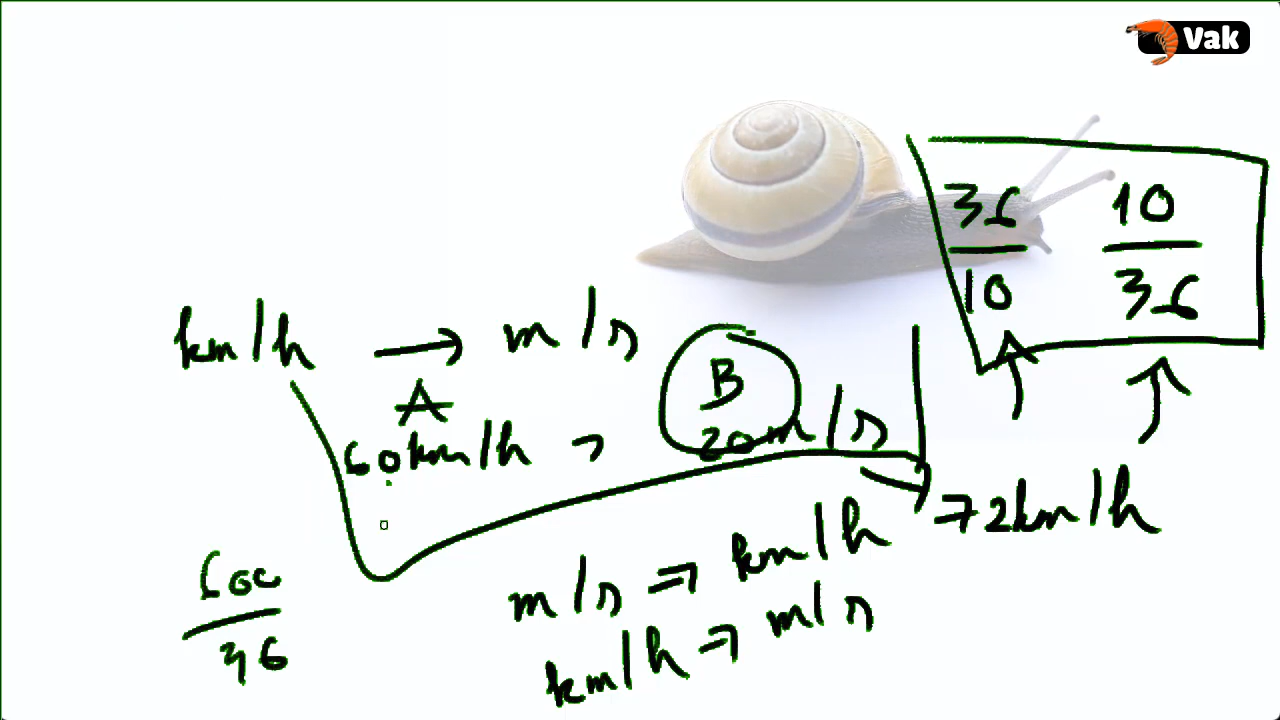 Vak
36 10
10 36
km/h → m/s
A B
60km/h > 20m/s
→ 72km/h
600
36
m/s ⇒ km/h
km/h ⇒ m/s